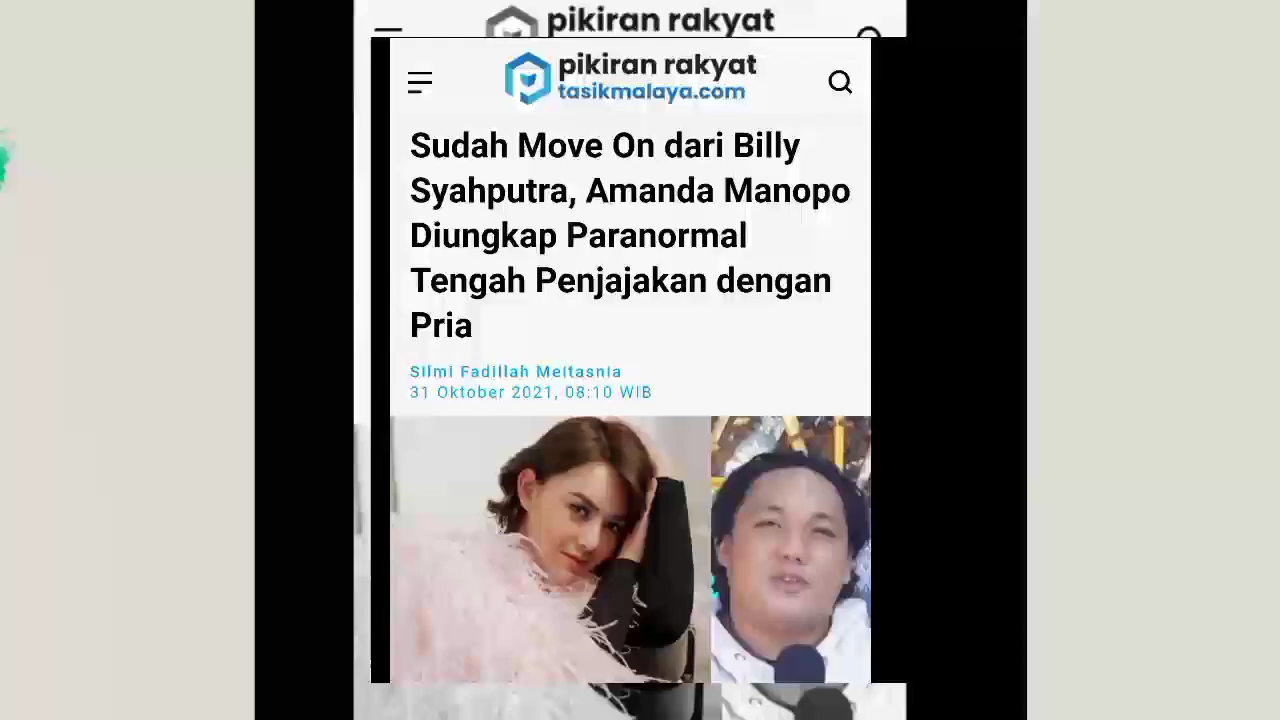 pikiran rakyat
pikiran rakyat
tasikmalaya.com
Sudah Move On dari Billy
Syahputra, Amanda Manopo
Diungkap Paranormal
Tengah Penjajakan dengan
Pria
Silmi Fadillah Meitasnia
31 Oktober 2021, 08:10 WIB